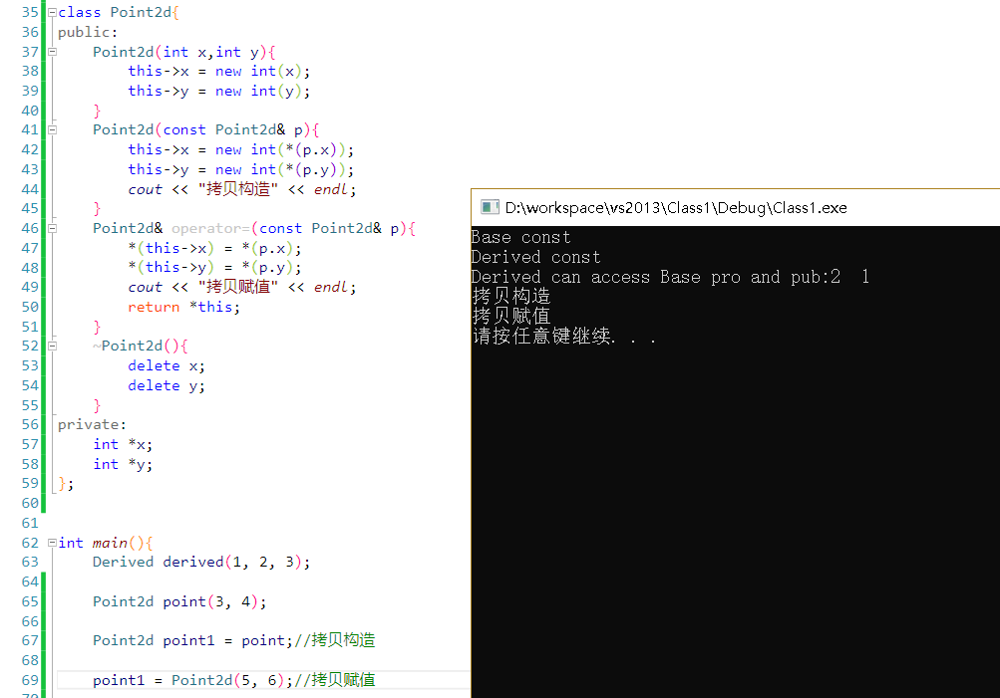 35 class Point2d{
36 public:
37 Point2d(int x,int y){
38 this->x = new int(x);
39 this->y = new int(y);
40 }
41 Point2d(const Point2d& p){
42 this->x = new int(*(p.x));
43 this->y = new int(*(p.y));
44 cout << "拷贝构造" << endl;
45 }
46 Point2d& operator=(const Point2d& p){
47 *(this->x) = *(p.x);
48 *(this->y) = *(p.y);
49 cout << "拷贝赋值" << endl;
50 return *this;
51 }
52 ~Point2d(){
53 delete x;
54 delete y;
55 }
56 private:
57 int *x;
58 int *y;
59 };
60
61
62 int main(){
63 Derived derived(1, 2, 3);
64
65 Point2d point(3, 4);
66
67 Point2d point1 = point;//拷贝构造
68
69 point1 = Point2d(5, 6);//拷贝赋值
D:\workspace\vs2013\Class1\Debug\Class1.exe
Base const
Derived const
Derived can access Base pro and pub:2 1
拷贝构造
拷贝赋值
请按任意键继续. . .